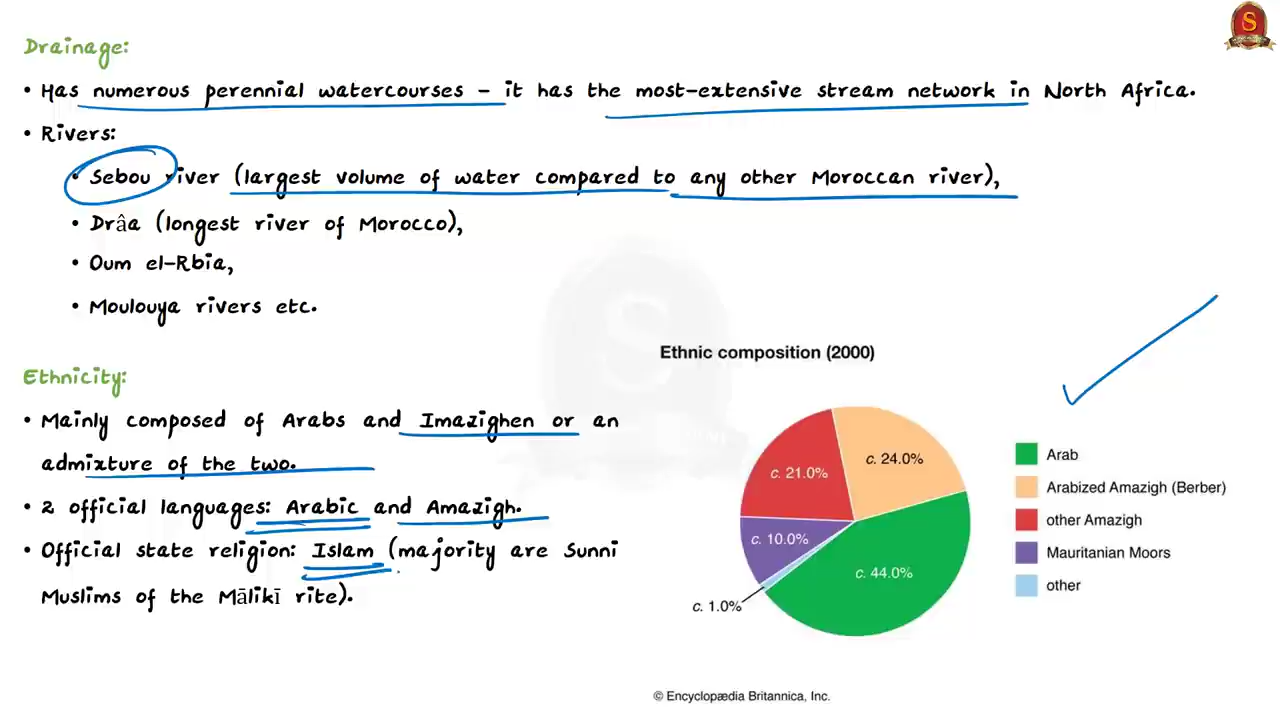 Drainage:
• Has numerous perennial watercourses – it has the most-extensive stream network in North Africa.
• Rivers:
• Sebou river (largest volume of water compared to any other Moroccan river),
• Drâa (longest river of Morocco),
• Oum el-Rbia,
• Moulouya rivers etc.
Ethnicity:
• Mainly composed of Arabs and Imazighen or an
admixture of the two.
• 2 official languages: Arabic and Amazigh.
• Official state religion: Islam (majority are Sunni
Muslims of the Mālikī rite).
Ethnic composition (2000)
c. 24.0%
c. 21.0%
c. 10.0%
c. 44.0%
c. 1.0%
Arab
Arabized Amazigh (Berber)
other Amazigh
Mauritanian Moors
other
© Encyclopædia Britannica, Inc.
S